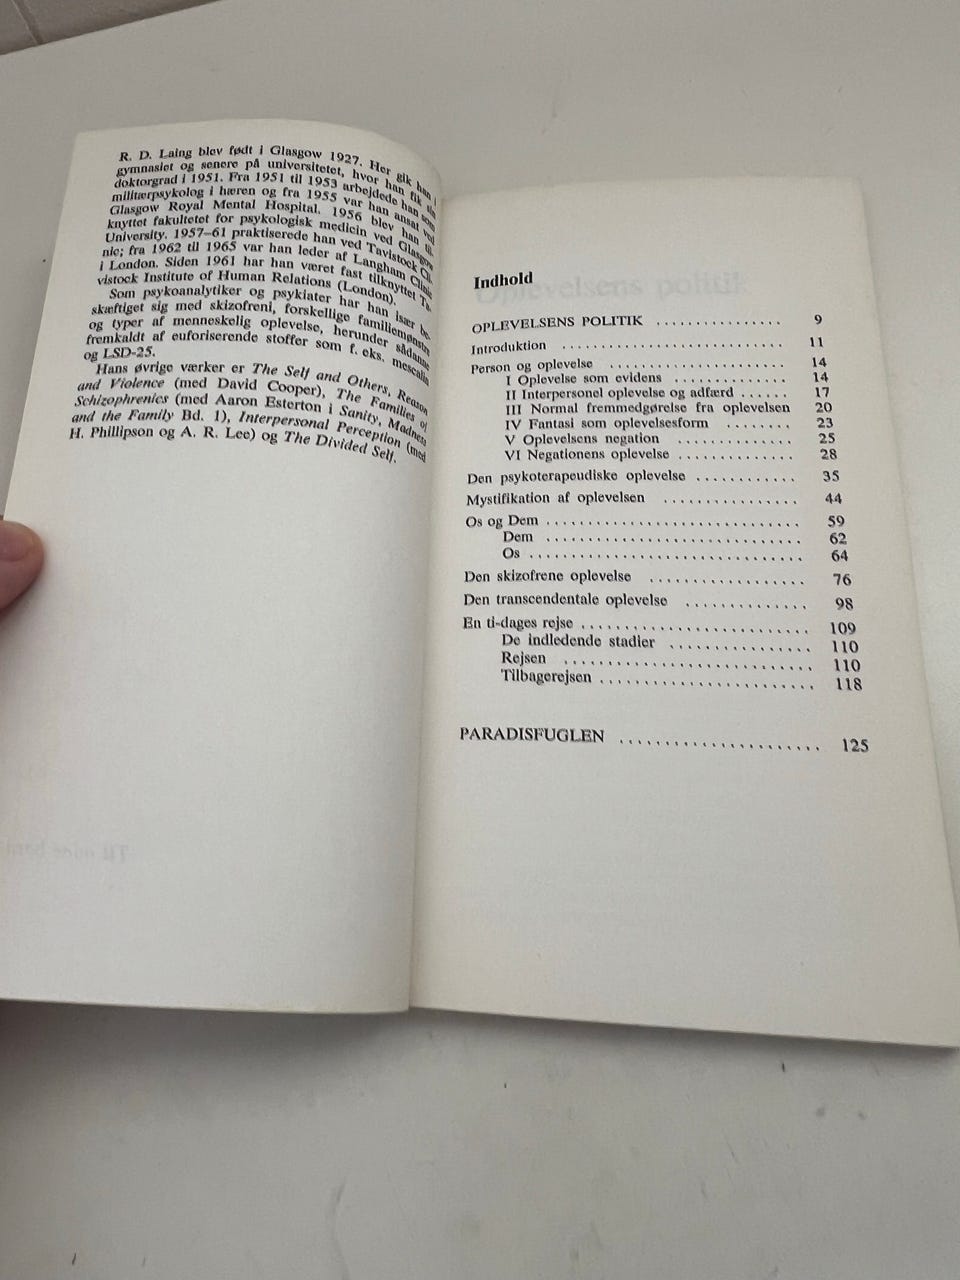 R. D. Laing blev født i Glasgow 1927. Her gik han i
gymnasiet og senere på universitetet, hvor han fik sin
doktorgrad i 1951. Fra 1951 til 1953 arbejdede han som
militærpsykolog i hæren og fra 1955 var han ansat ved
Glasgow Royal Mental Hospital. 1956 blev han til-
knyttet fakultetet for psykologisk medicin ved Glasgow
University. 1957–61 praktiserede han ved Tavistock Cli-
nic; fra 1962 til 1965 var han leder af Langham Clinic
i London. Siden 1961 har han været fast tilknyttet Ta-
vistock Institute of Human Relations (London).
Som psykoanalytiker og psykiater har han især be-
skæftiget sig med skizofreni, forskellige familiemønstre
og typer af menneskelig oplevelse, herunder sådanne
fremkaldt af euforiserende stoffer som f. eks. mescalin
og LSD-25.
Hans øvrige værker er The Self and Others, Reason
and Violence (med David Cooper), The Families of
Schizophrenics (med Aaron Esterton i Sanity, Madness
and the Family Bd. 1), Interpersonal Perception (med
H. Phillipson og A. R. Lee) og The Divided Self.
Indhold
OPLEVELSENS POLITIK ................ 9
Introduktion ............................ 11
Person og oplevelse ...................... 14
I Oplevelse som evidens .............. 14
II Interpersonel oplevelse og adfærd ...... 17
III Normal fremmedgørelse fra oplevelsen 20
IV Fantasi som oplevelsesform ........ 23
V Oplevelsens negation .............. 25
VI Negationens oplevelse .............. 28
Den psykoterapeudiske oplevelse ............ 35
Mystifikation af oplevelsen ................ 44
Os og Dem .............................. 59
Dem .............................. 62
Os ................................ 64
Den skizofrene oplevelse .................. 76
Den transcendentale oplevelse .............. 98
En ti-dages rejse .......................... 109
De indledende stadier ................ 110
Rejsen ............................ 110
Tilbagerejsen ........................ 118
PARADISFUGLEN ...................... 125